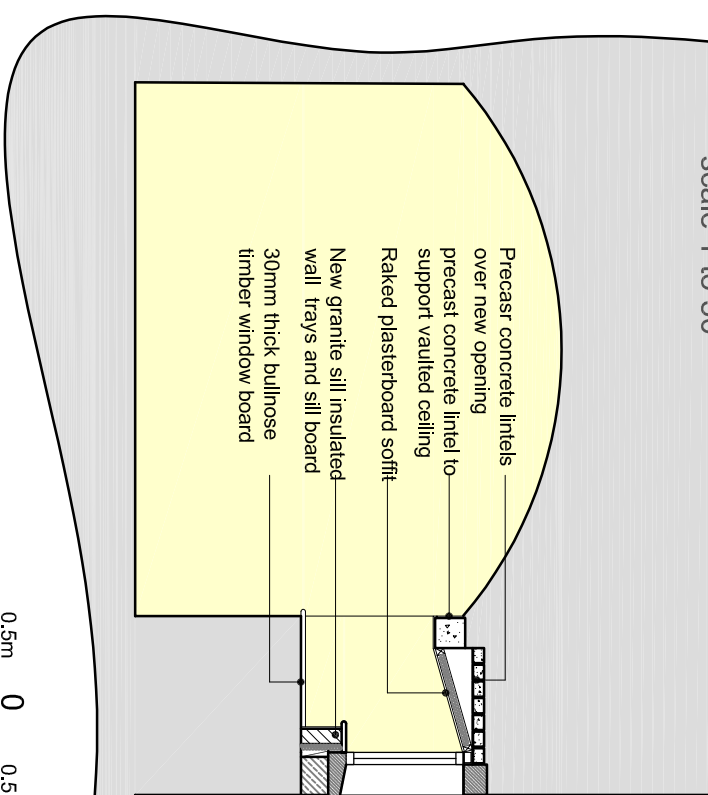 Precasr concrete lintels
over new opening
precast concrete lintel to
support vaulted ceiling
Raked plasterboard soffit
New granite sill insulated
wall trays and sill board
30mm thick bullnose
timber window board
0.5m 0 0.5